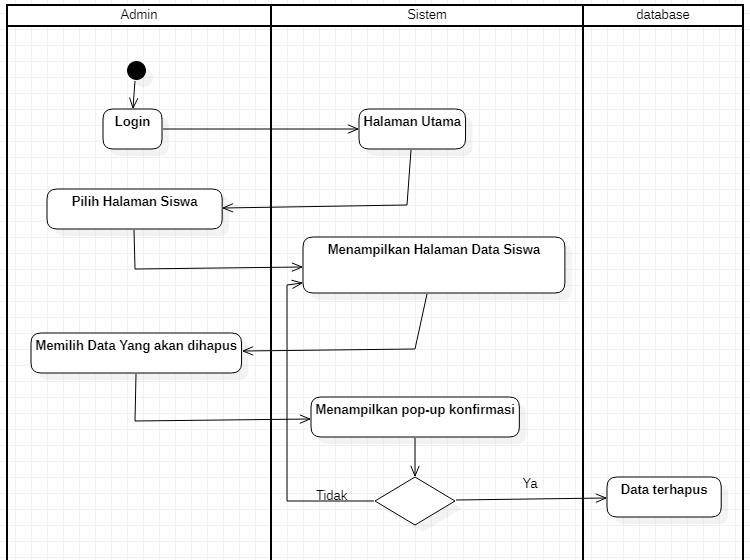 Admin
Sistem
database
Login
Halaman Utama
Pilih Halaman Siswa
Menampilkan Halaman Data Siswa
Memilih Data Yang akan dihapus
Menampilkan pop-up konfirmasi
Tidak
Ya
Data terhapus